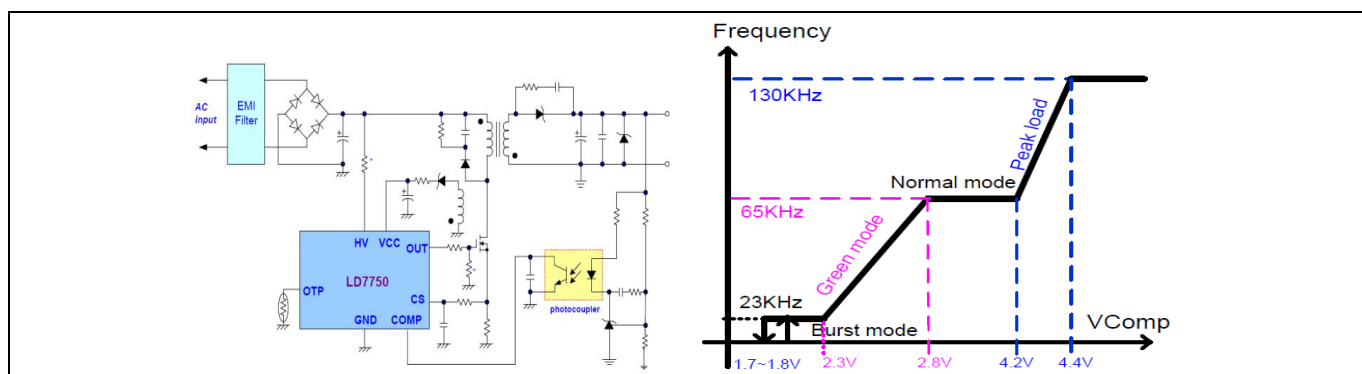 AC
input
EMI
Filter
HV
VCC
OUT
LD7750
OTP
CS
GND
COMP
photocoupler
Frequency
130KHz
Peak load
Normal mode
65KHz
Green mode
23KHz
Burst mode
VComp
1.7~1.8V
2.3V
2.8V
4.2V
4.4V